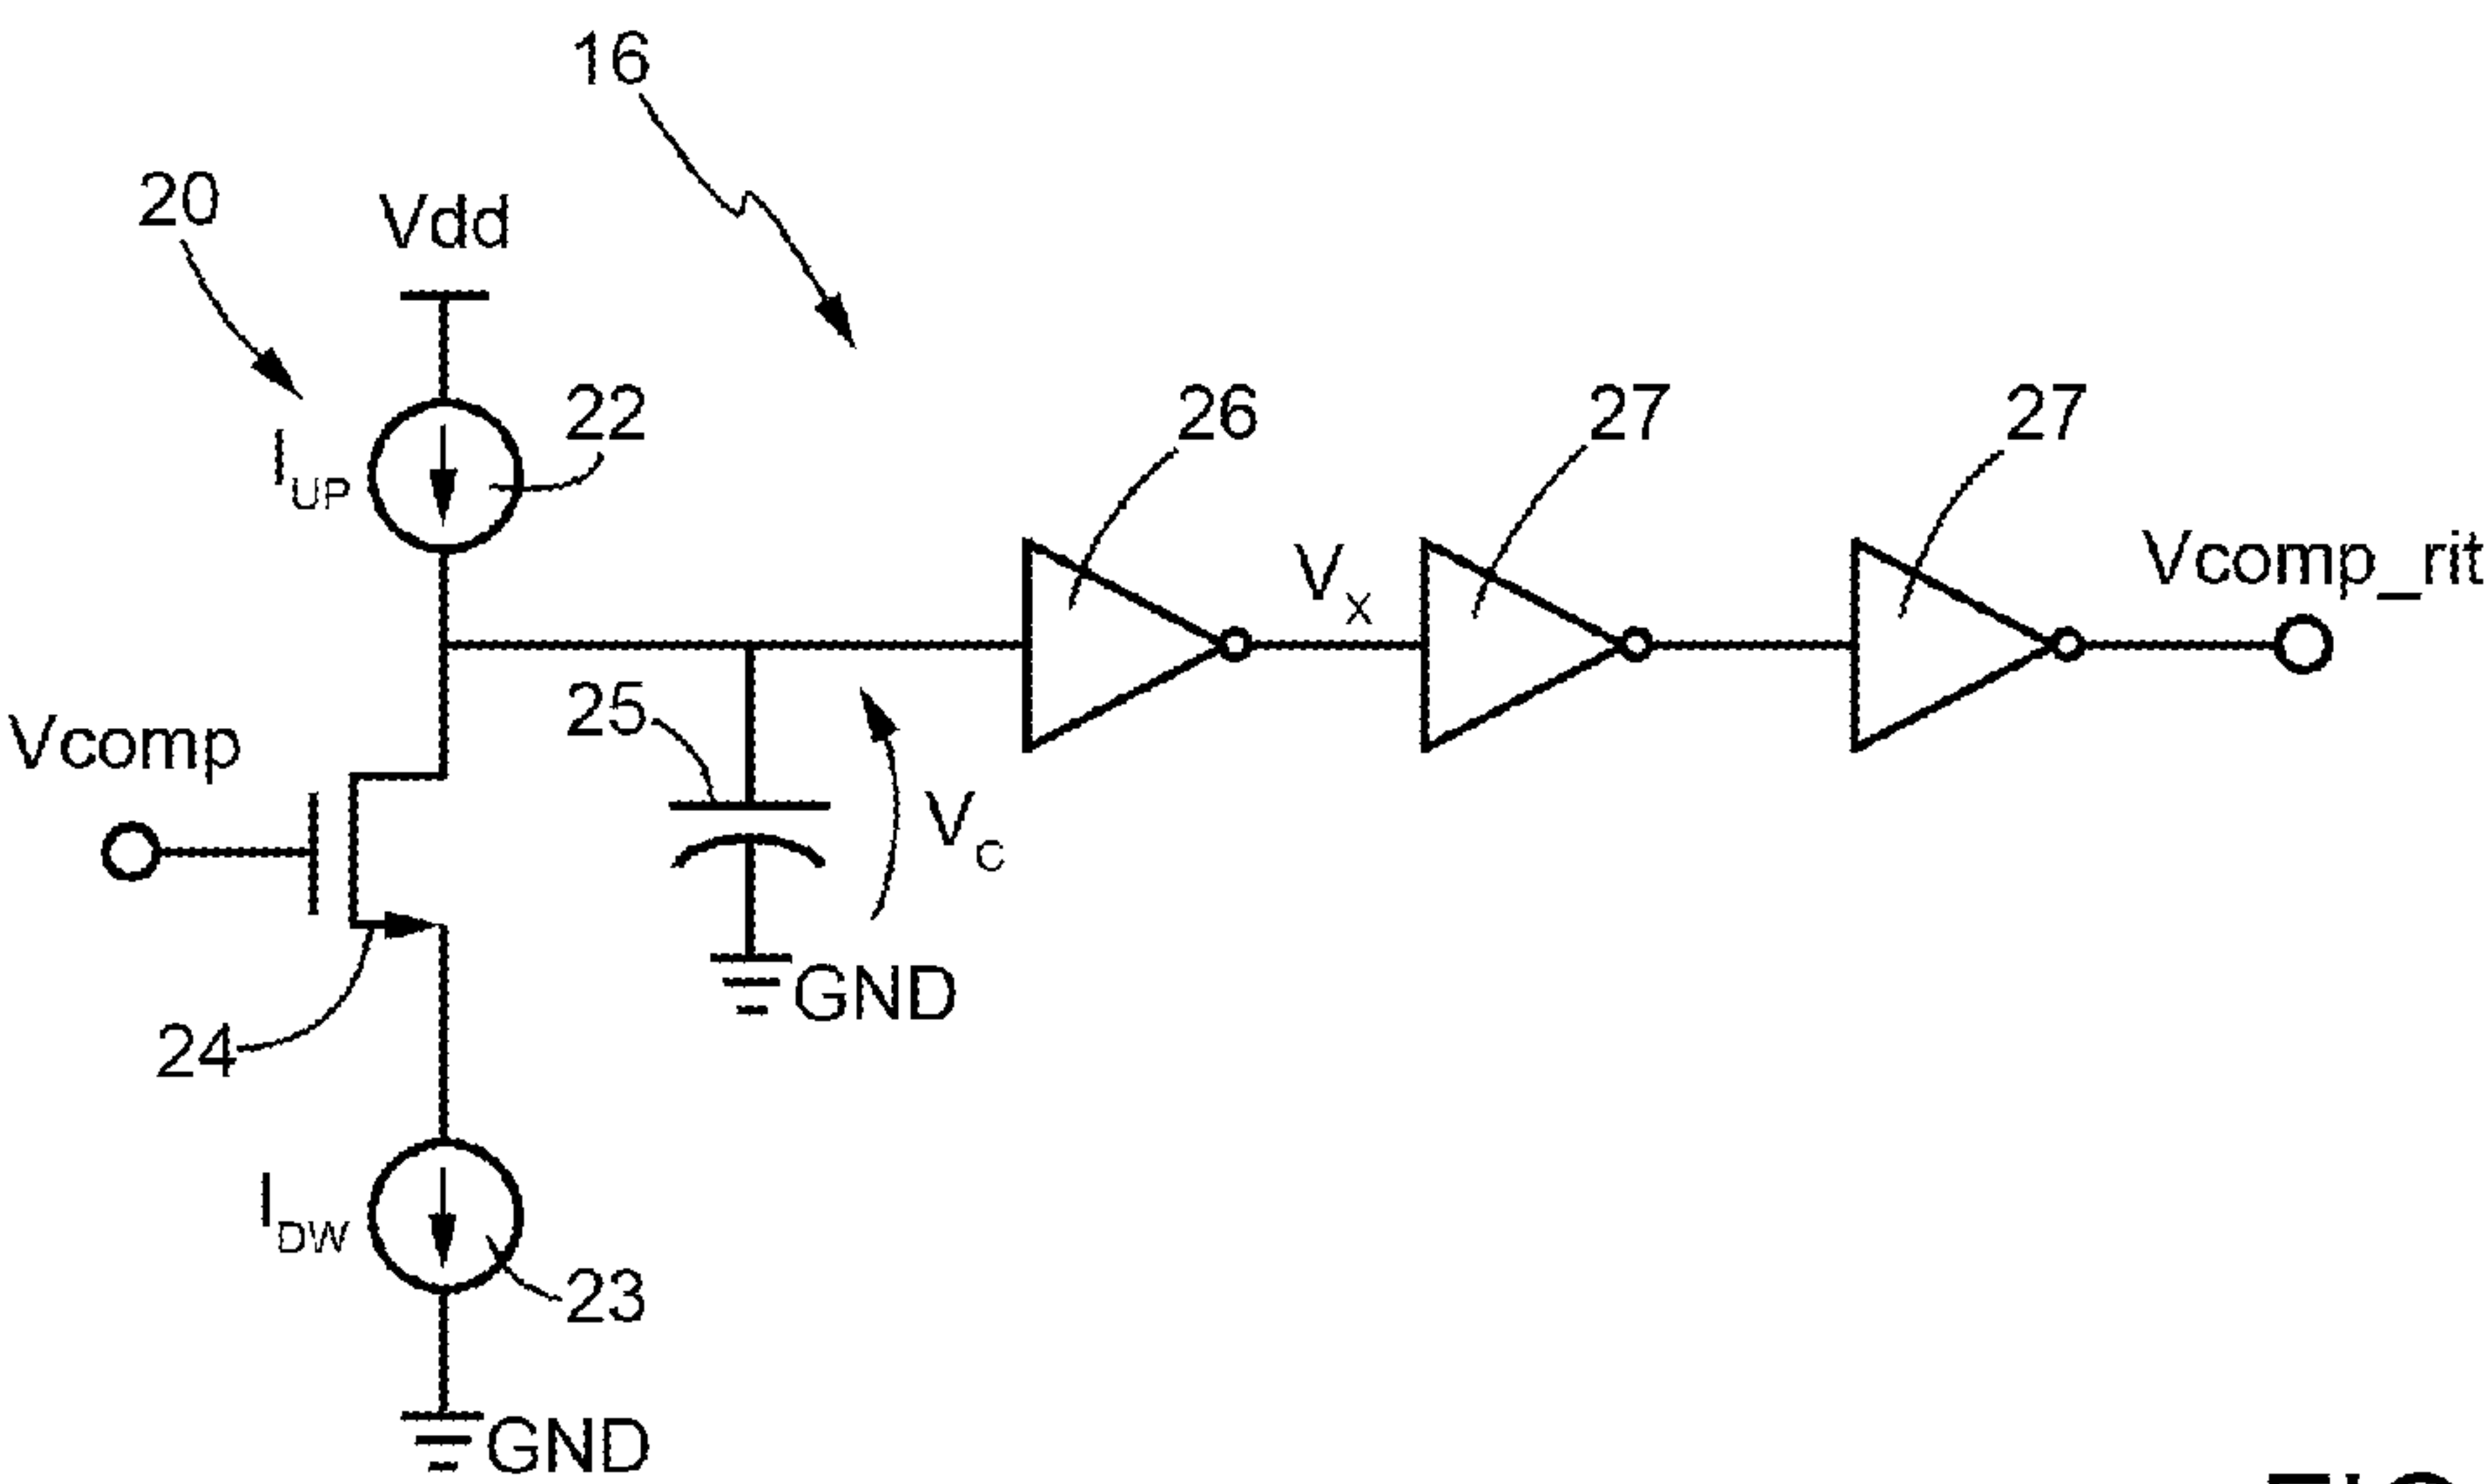 16
20
Vdd
22
I_UP
26
27
27
V_X
Vcomp_rit
25
Vcomp
V_C
GND
24
I_DW
23
GND